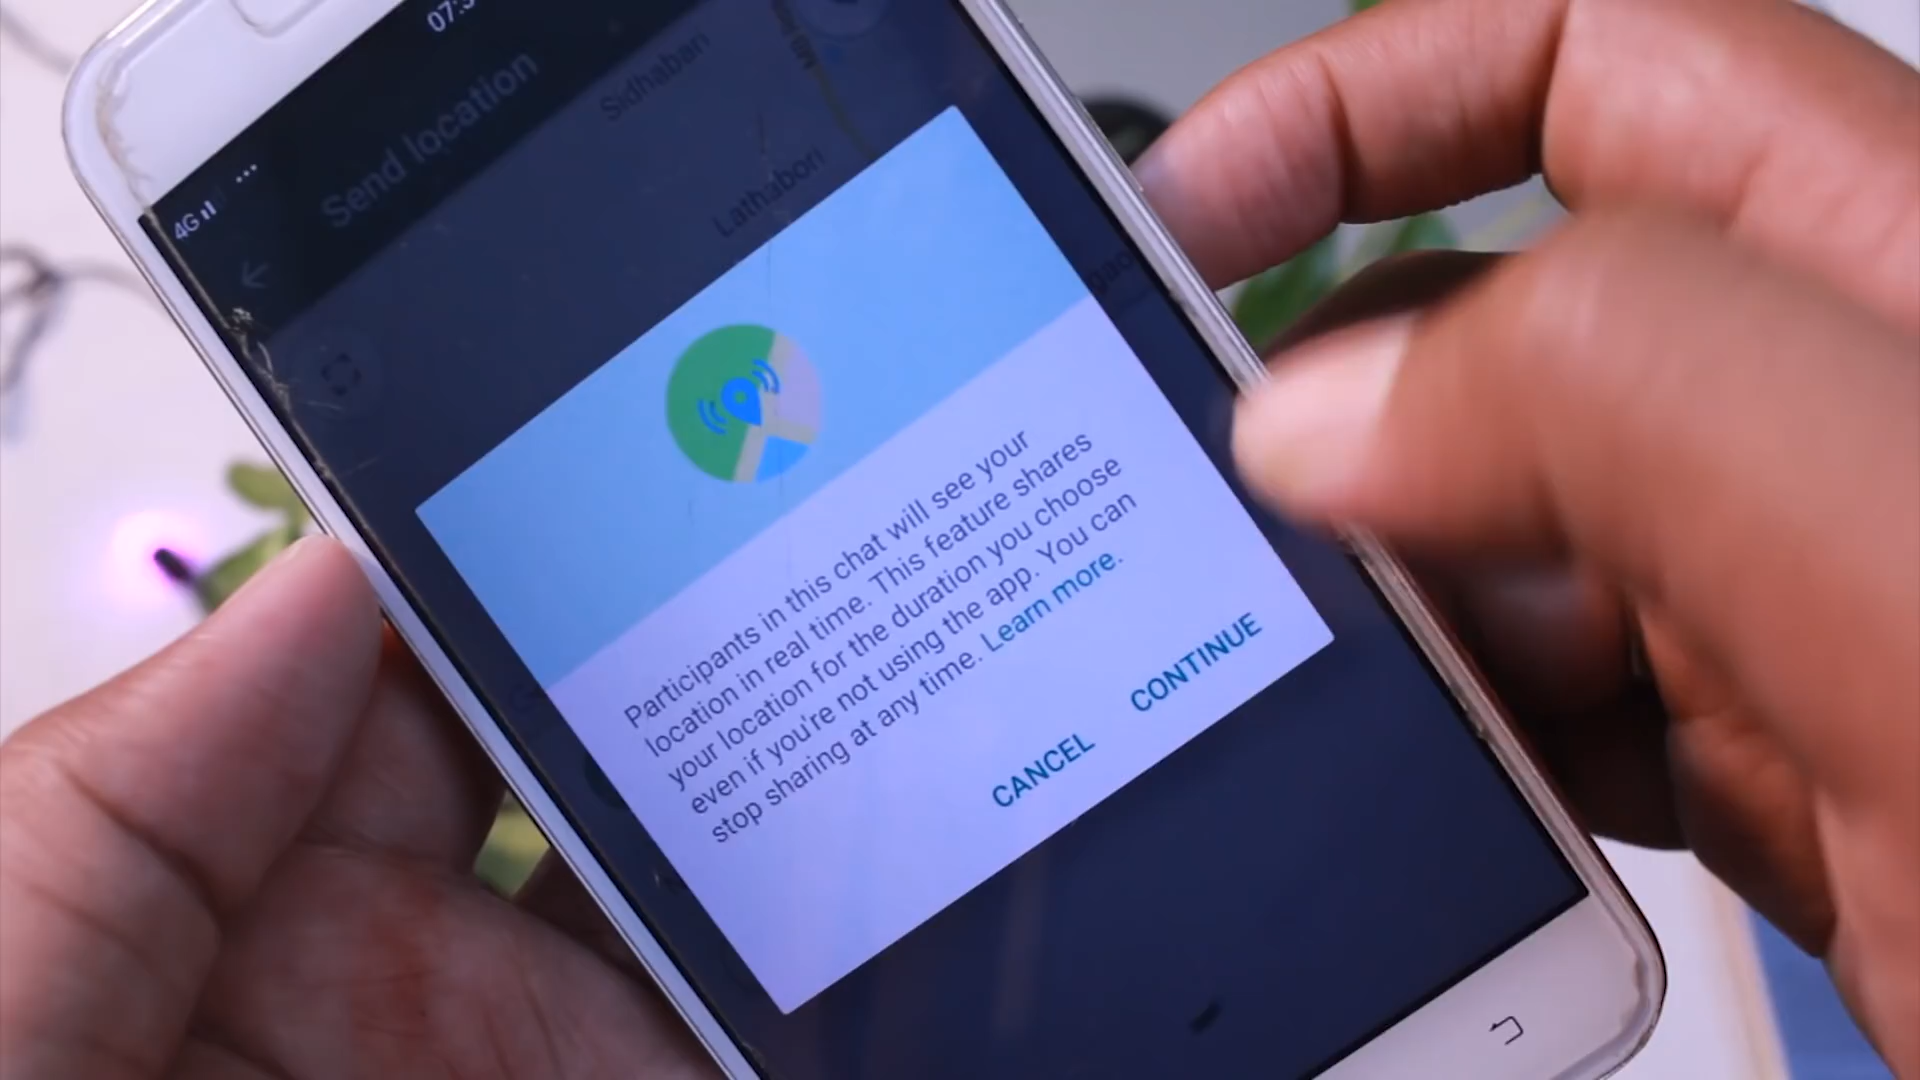 4G
Send location
Sidhabari
Lathabori
Participants in this chat will see your
location in real time. This feature shares
your location for the duration you choose
even if you're not using the app. You can
stop sharing at any time. Learn more.
CANCEL
CONTINUE